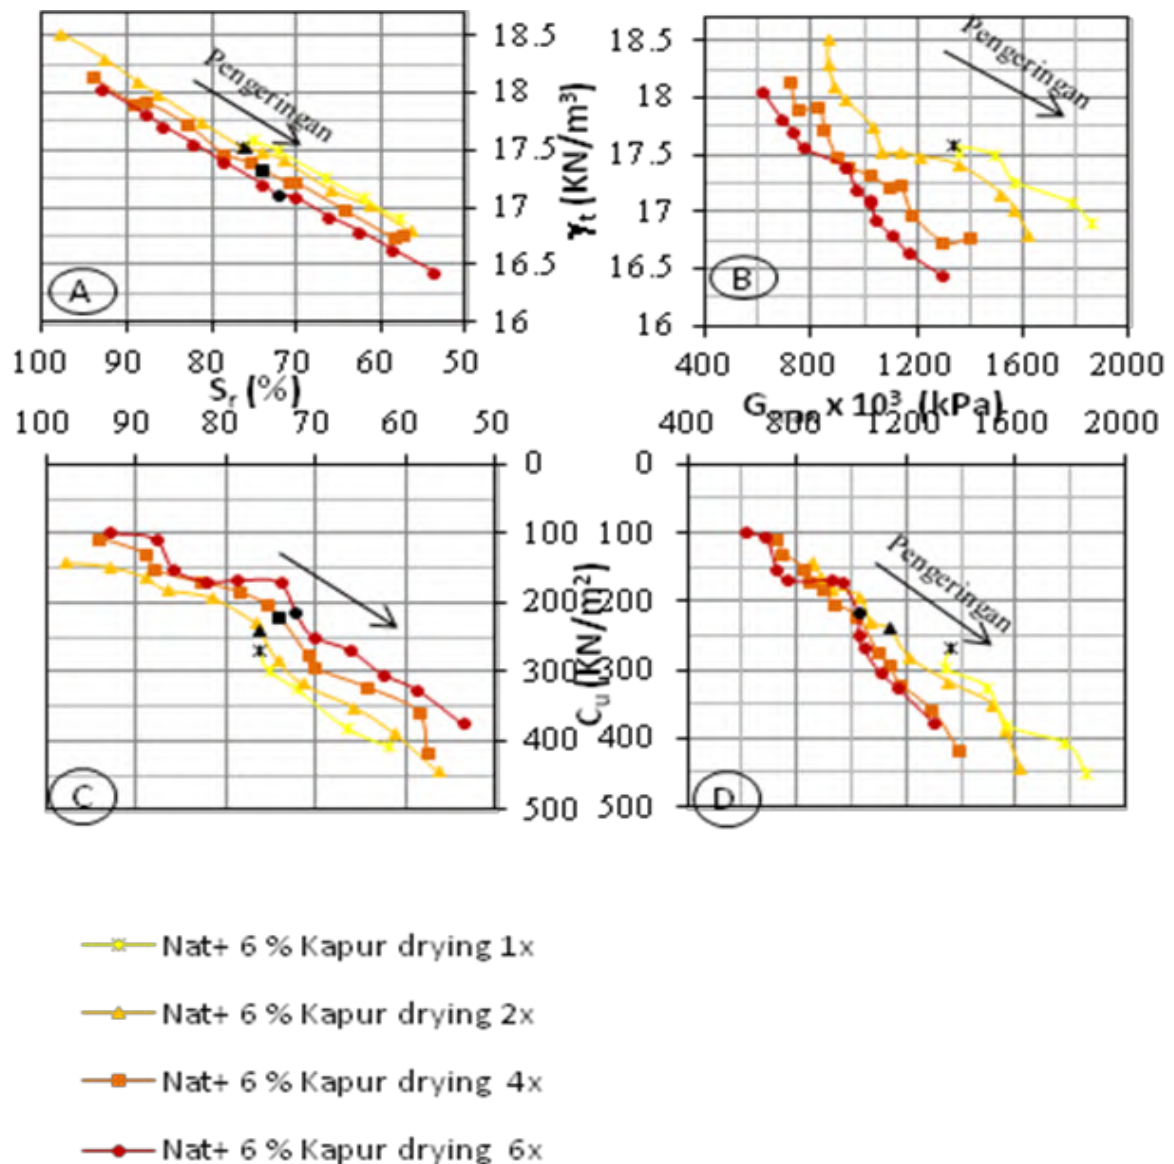 18.5
18
17.5
17
16.5
16
γt (KN/m³)
Pengeringan
A
100 90 80 70 60 50
Sr (%)
18.5
18
17.5
17
16.5
16
Pengeringan
B
400 800 1200 1600 2000
x 10³ (kPa)
100 90 80 70 60 50
0
100
200
300
400
500
Cu (KN/m²)
C
400 800 1200 1600 2000
0
100
200
300
400
500
Pengeringan
D
Nat+ 6 % Kapur drying 1x
Nat+ 6 % Kapur drying 2x
Nat+ 6 % Kapur drying 4x
Nat+ 6 % Kapur drying 6x